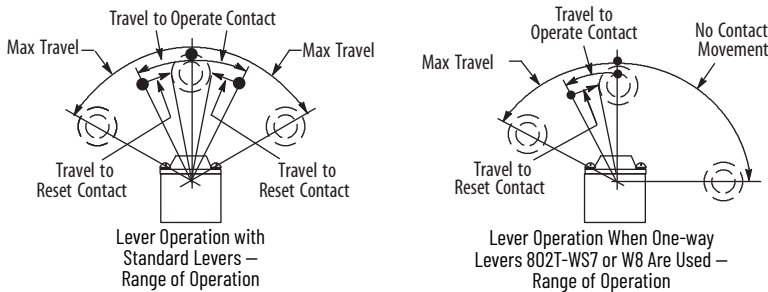 Travel to Operate Contact
Max Travel
Max Travel
Travel to
Reset Contact
Travel to
Reset Contact
Lever Operation with
Standard Levers —
Range of Operation
Travel to
Operate Contact
No Contact
Movement
Max Travel
Travel to
Reset Contact
Lever Operation When One-way
Levers 802T-WS7 or W8 Are Used —
Range of Operation